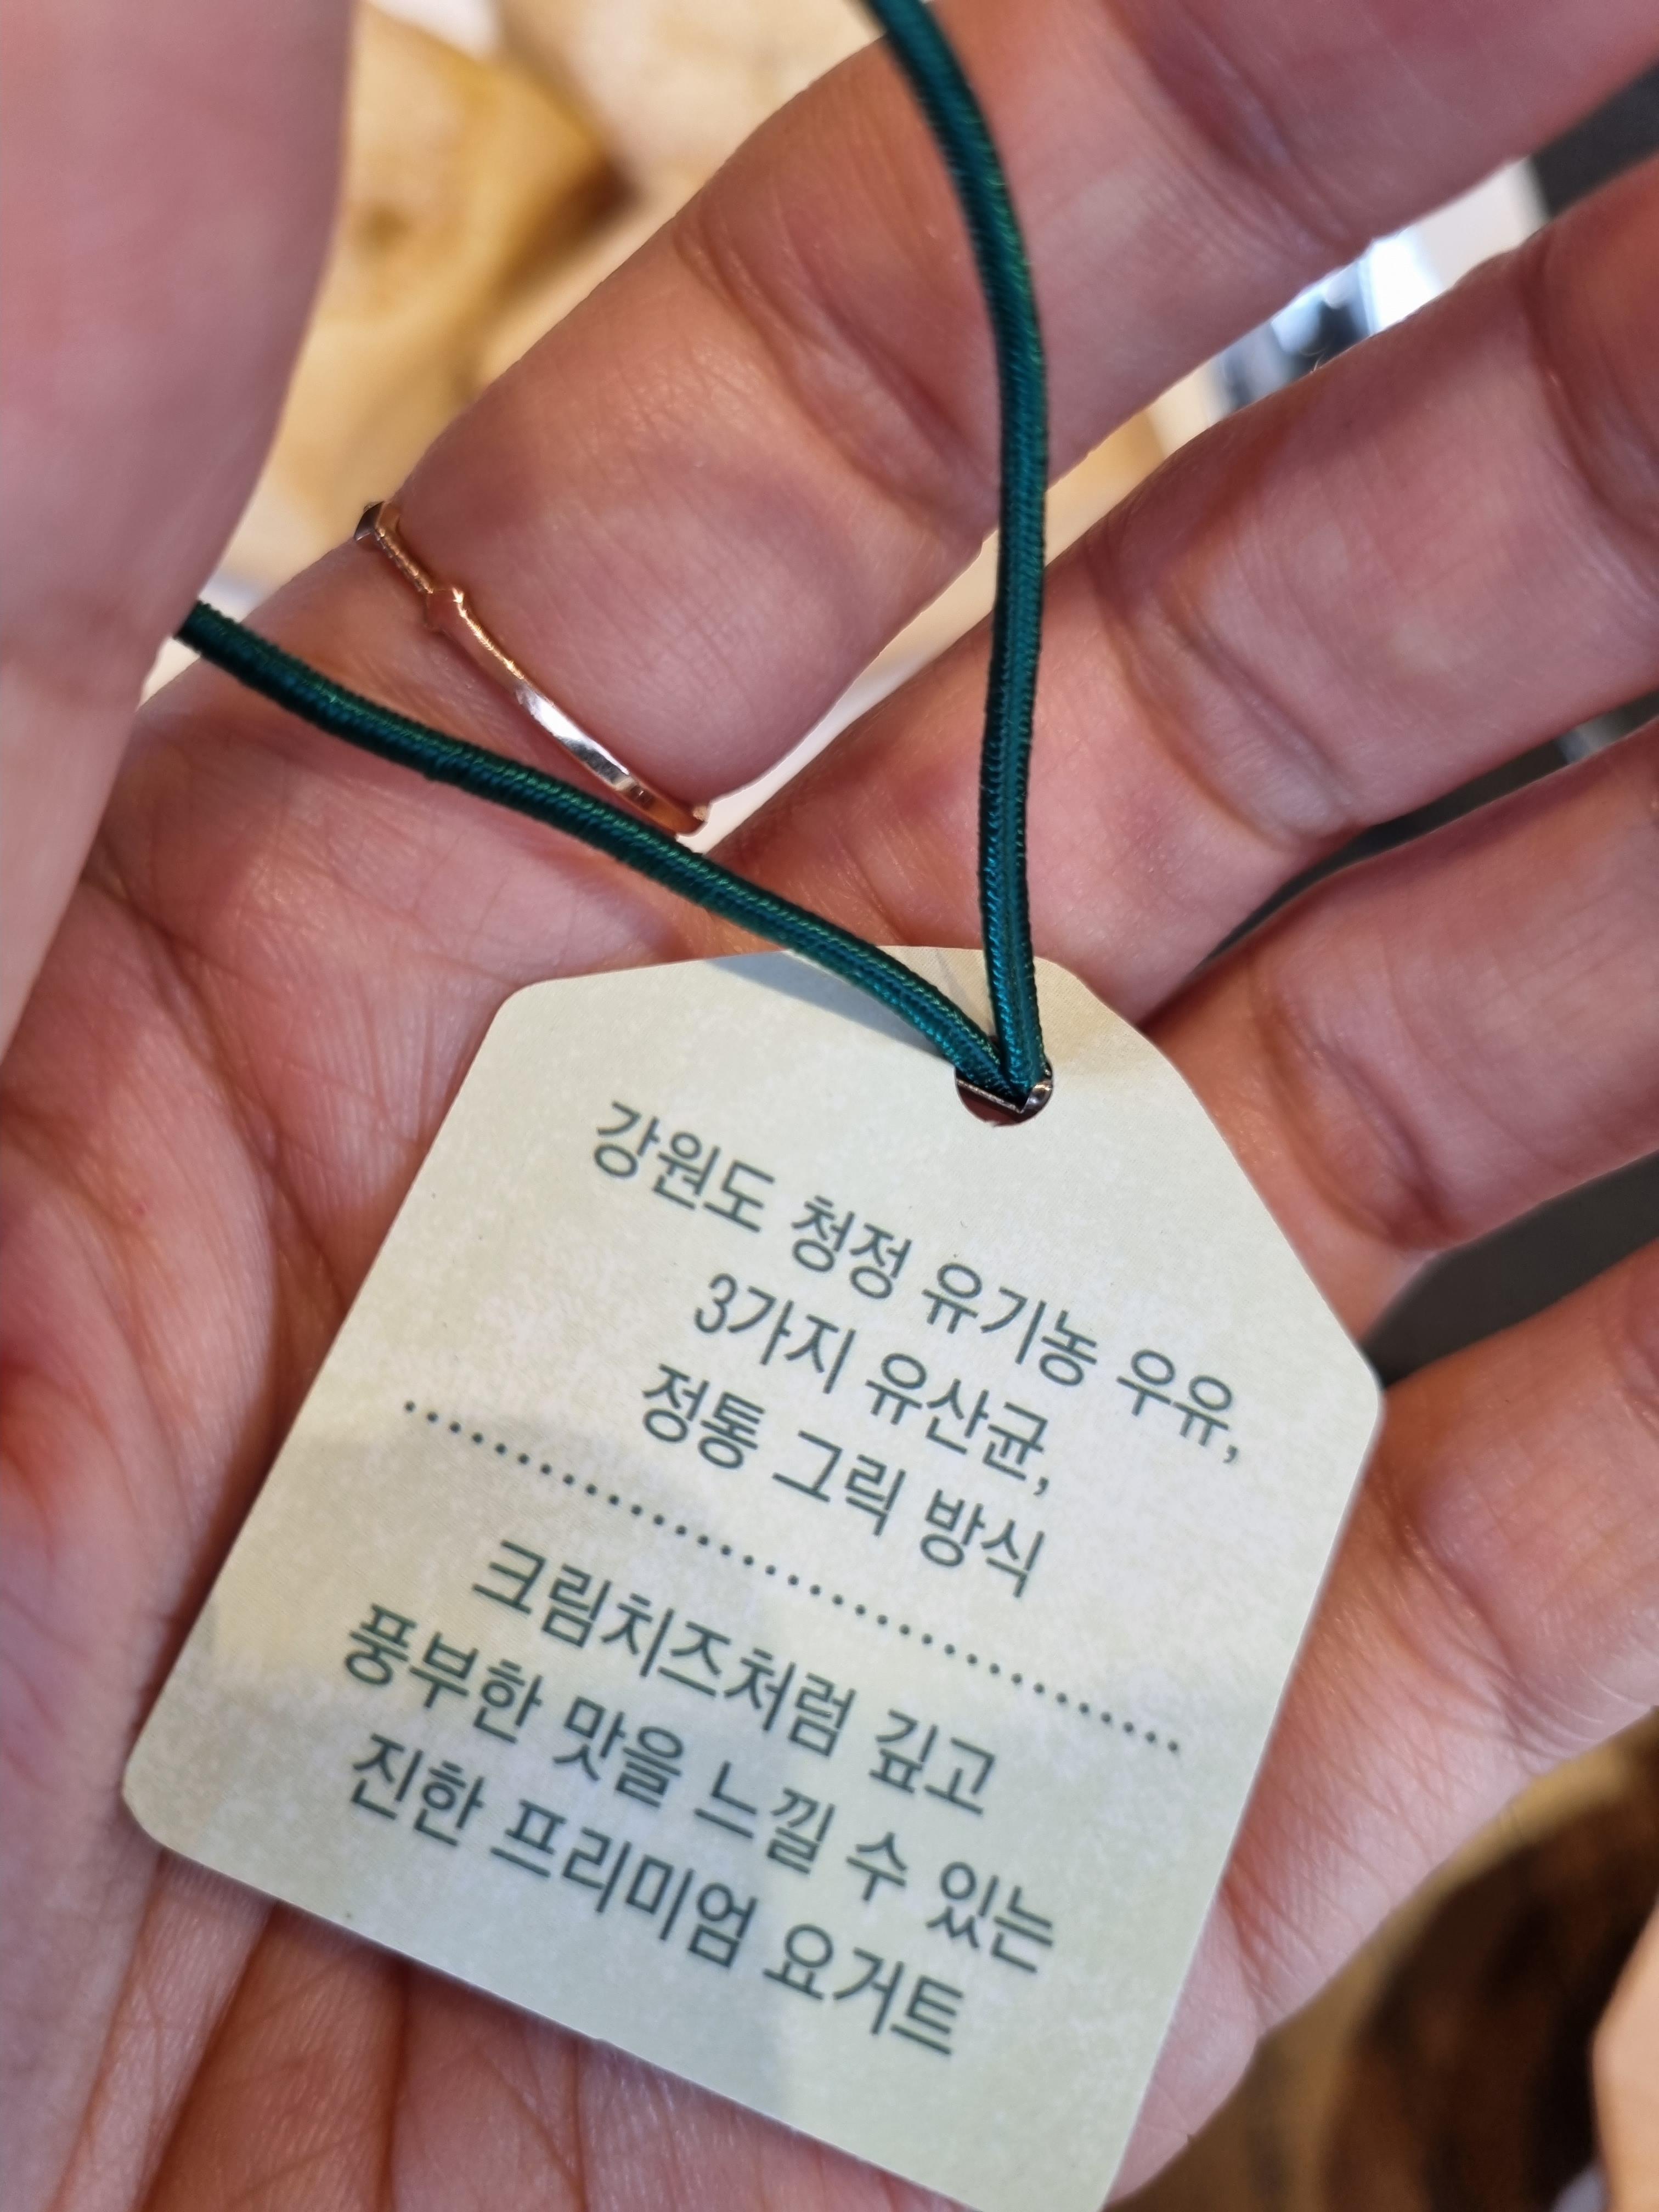 강원도 청정 유기농 우유,
3가지 유산균,
정통 그릭 방식
크림치즈처럼 깊고
풍부한 맛을 느낄 수 있는
진한 프리미엄 요거트